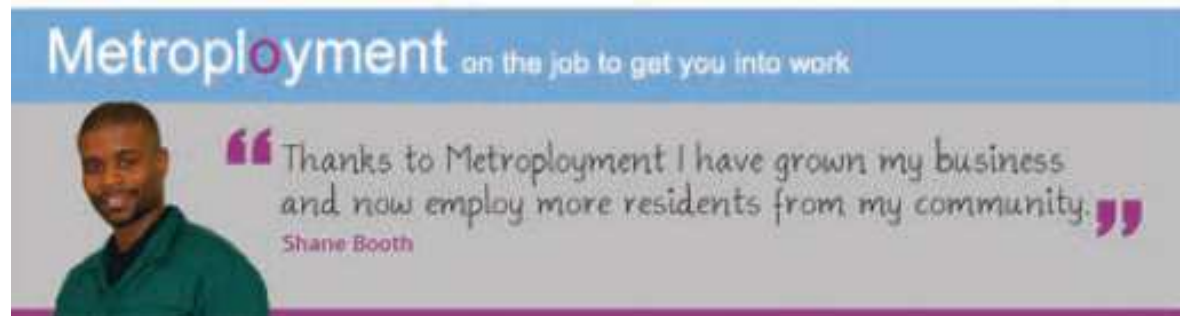 Metroployment on the job to get you into work
“ Thanks to Metroployment I have grown my business
and now employ more residents from my community. ”
Shane Booth